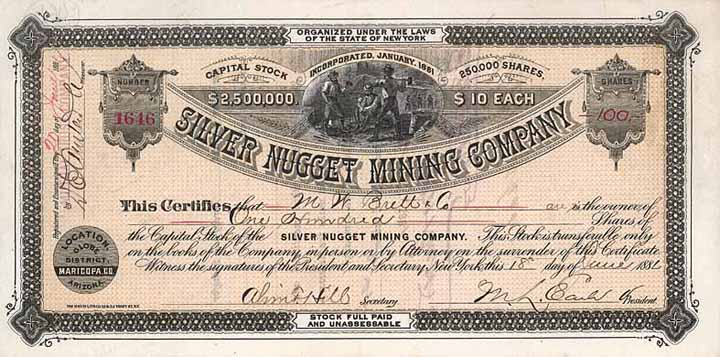 ORGANIZED UNDER THE LAWS
OF THE STATE OF NEW YORK
CAPITAL STOCK
INCORPORATED, JANUARY, 1881
250,000 SHARES.
NUMBER
1646
$2,500,000.
$10 EACH
SHARES
100
SILVER NUGGET MINING COMPANY
This Certifies that M. W. Brett & Co are is the owner of
One Hundred Shares of
the Capital Stock of the SILVER NUGGET MINING COMPANY. This Stock is transferable only
on the books of the Company, in person or by Attorney on the surrender of this Certificate
Witness the signatures of the President and Secretary, New York, this 18 day of June 1881
LOCATION.
GLOBE
DISTRICT,
MARICOPA.CO.
ARIZONA.
Secretary
President.
STOCK FULL PAID
AND UNASSESSABLE